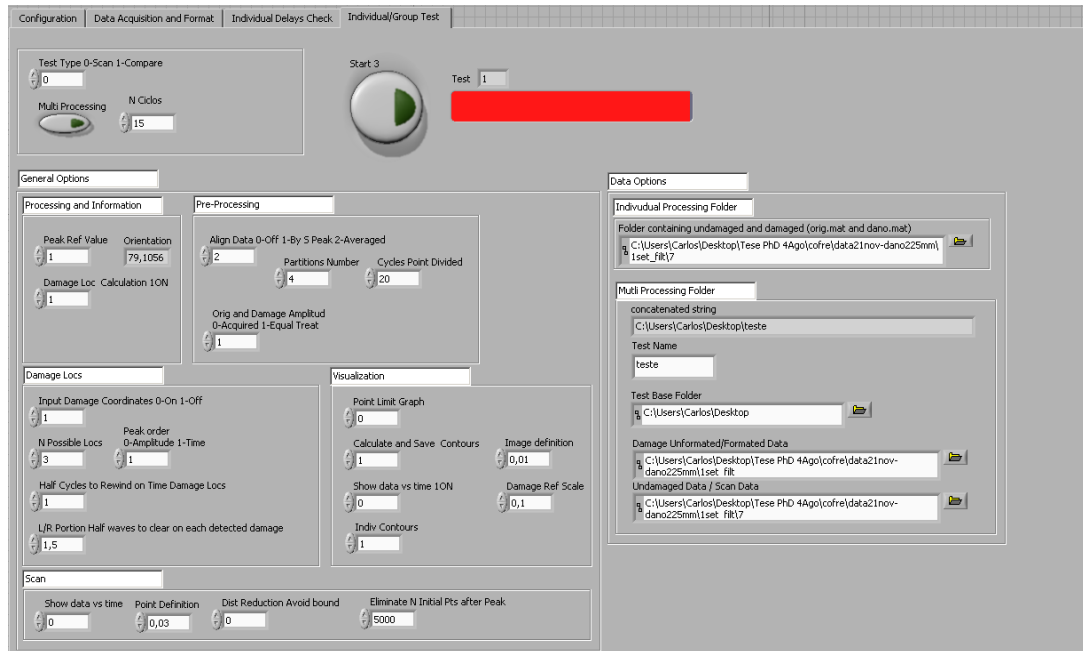 Configuration
Data Acquisition and Format
Individual Delays Check
Individual/Group Test
Test Type 0-Scan 1-Compare
0
Multi Processing
N Ciclos
15
Start 3
Test
1
General Options
Processing and Information
Peak Ref Value
Orientation
1
79,1056
Damage Loc Calculation 1ON
1
Pre-Processing
Align Data 0-Off 1-By S Peak 2-Averaged
2
Partitions Number
Cycles Point Divided
4
20
Orig and Damage Amplitud
0-Acquired 1-Equal Treat
1
Damage Locs
Input Damage Coordinates 0-On 1-Off
1
N Possible Locs
Peak order
0-Amplitude 1-Time
3
1
Half Cycles to Rewind on Time Damage Locs
1
L/R Portion Half waves to clear on each detected damage
1,5
Visualization
Point Limit Graph
0
Calculate and Save Contours
Image definition
1
0,01
Show data vs time 1ON
Damage Ref Scale
0
0,1
Indiv Contours
1
Scan
Show data vs time
Point Definition
Dist Reduction Avoid bound
Eliminate N Initial Pts after Peak
0
0,03
0
5000
Data Options
Indivudual Processing Folder
Folder containing undamaged and damaged (orig.mat and dano.mat)
C:\Users\Carlos\Desktop\Tese PhD 4Ago\cofre\data21nov-dano225mm\
1set_filt\7
Mutli Processing Folder
concatenated string
C:\Users\Carlos\Desktop\teste
Test Name
teste
Test Base Folder
C:\Users\Carlos\Desktop
Damage Unformated/Formated Data
C:\Users\Carlos\Desktop\Tese PhD 4Ago\cofre\data21nov-
dano225mm\1set_filt
Undamaged Data / Scan Data
C:\Users\Carlos\Desktop\Tese PhD 4Ago\cofre\data21nov-
dano225mm\1set_filt\7